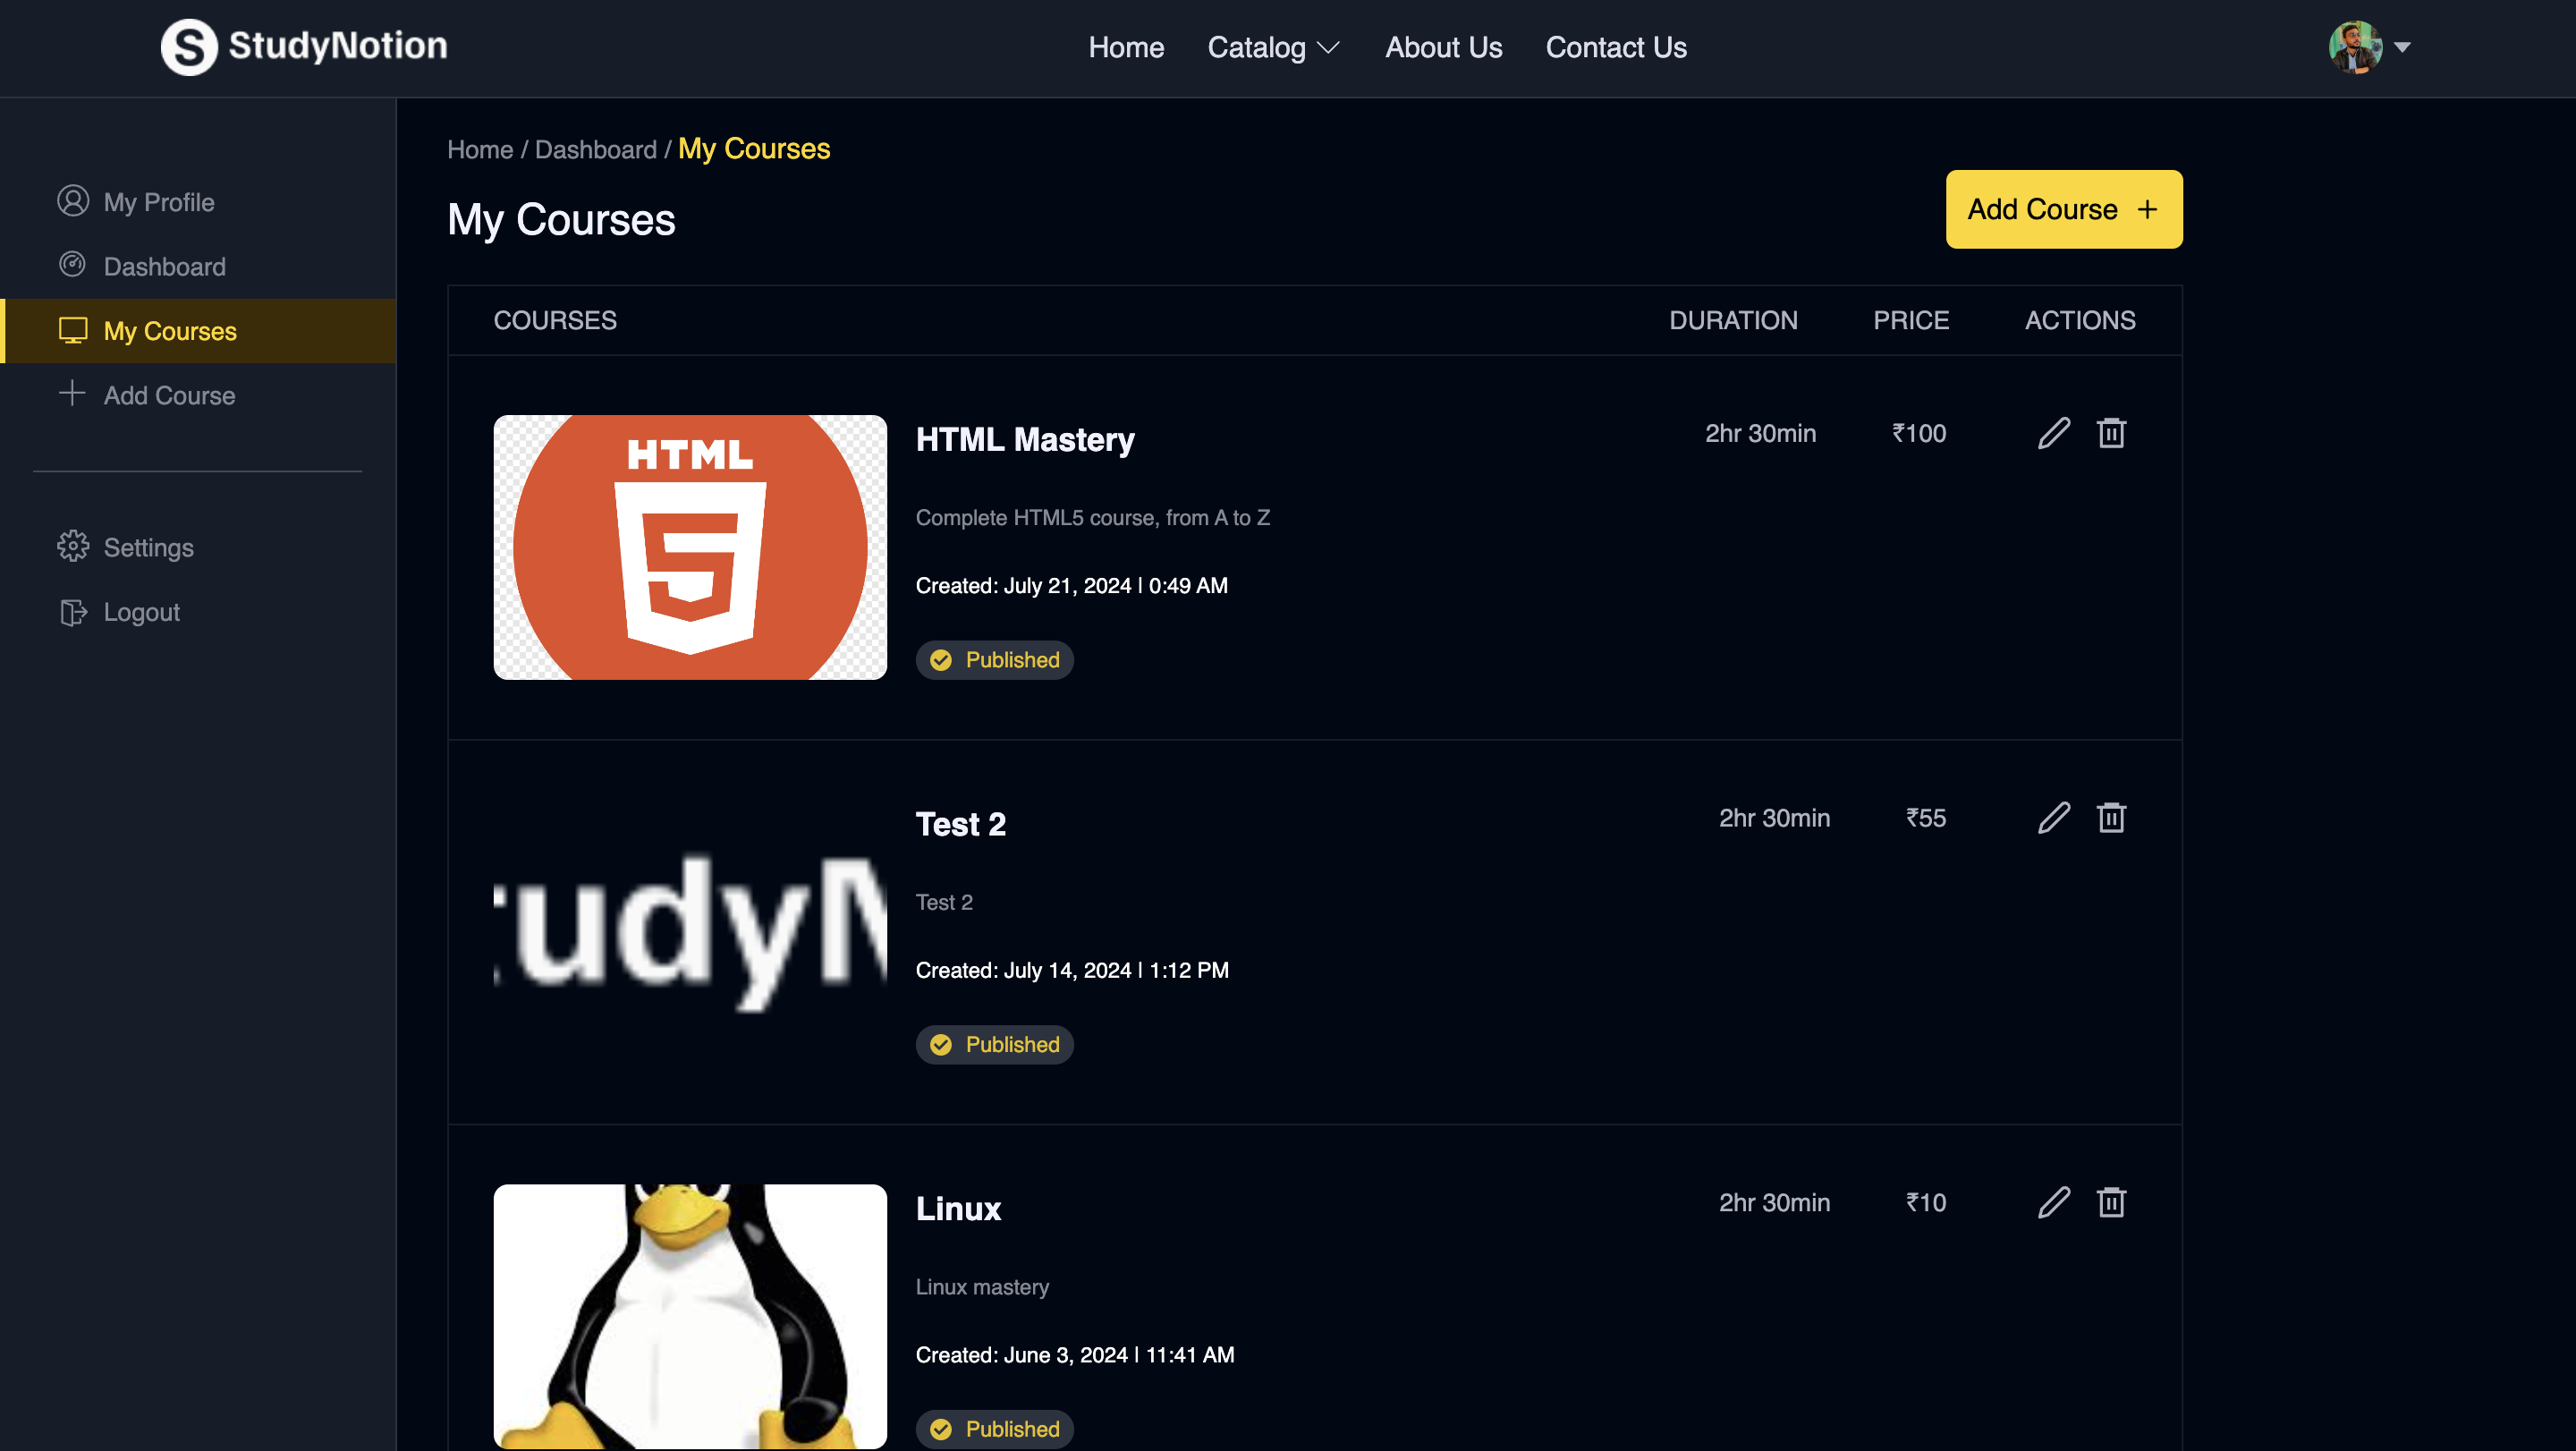 StudyNotion
Home Catalog About Us Contact Us
My Profile
Dashboard
My Courses
Add Course
Settings
Logout
Home / Dashboard / My Courses
My Courses
Add Course +
COURSES DURATION PRICE ACTIONS
HTML
HTML Mastery 2hr 30min ₹100
Complete HTML5 course, from A to Z
Created: July 21, 2024 | 0:49 AM
Published
tudyN
Test 2 2hr 30min ₹55
Test 2
Created: July 14, 2024 | 1:12 PM
Published
Linux 2hr 30min ₹10
Linux mastery
Created: June 3, 2024 | 11:41 AM
Published